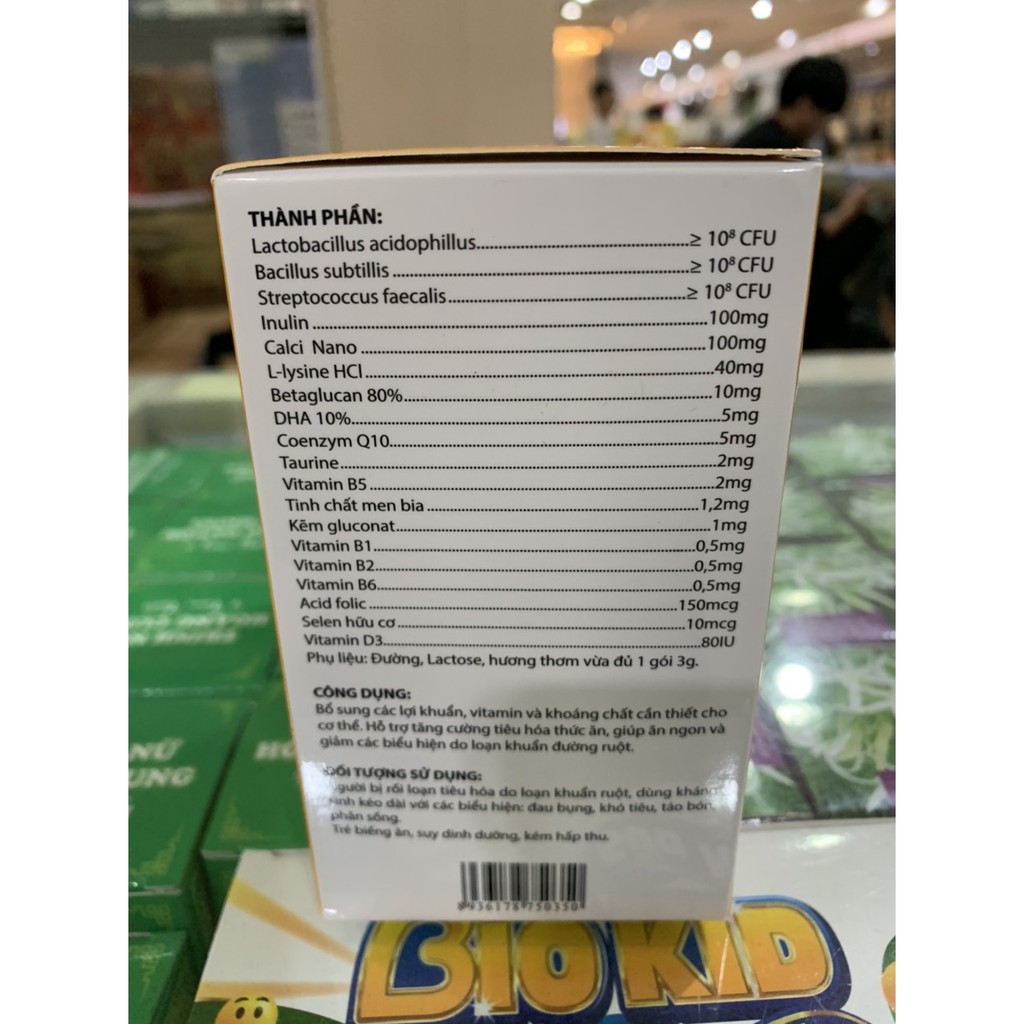 THÀNH PHẦN:
Lactobacillus acidophillus..........≥ 10⁸ CFU
Bacillus subtillis..........≥ 10⁸ CFU
Streptococcus faecalis..........≥ 10⁸ CFU
Inulin..........100mg
Calci Nano..........100mg
L-lysine HCl..........40mg
Betaglucan 80%..........10mg
DHA 10%..........5mg
Coenzym Q10..........5mg
Taurine..........2mg
Vitamin B5..........2mg
Tinh chất men bia..........1,2mg
Kẽm gluconat..........1mg
Vitamin B1..........0,5mg
Vitamin B2..........0,5mg
Vitamin B6..........0,5mg
Acid folic..........150mcg
Selen hữu cơ..........10mcg
Vitamin D3..........80IU
Phụ liệu: Đường, Lactose, hương thơm vừa đủ 1 gói 3g.
CÔNG DỤNG:
Bổ sung các lợi khuẩn, vitamin và khoáng chất cần thiết cho
cơ thể. Hỗ trợ tăng cường tiêu hóa thức ăn, giúp ăn ngon và
giảm các biểu hiện do loạn khuẩn đường ruột.
ĐỐI TƯỢNG SỬ DỤNG:
Người bị rối loạn tiêu hóa do loạn khuẩn ruột, dùng kháng
sinh kéo dài với các biểu hiện: đau bụng, khó tiêu, táo bón,
phân sống.
Trẻ biếng ăn, suy dinh dưỡng, kém hấp thu.
8936178750350
BIOKID